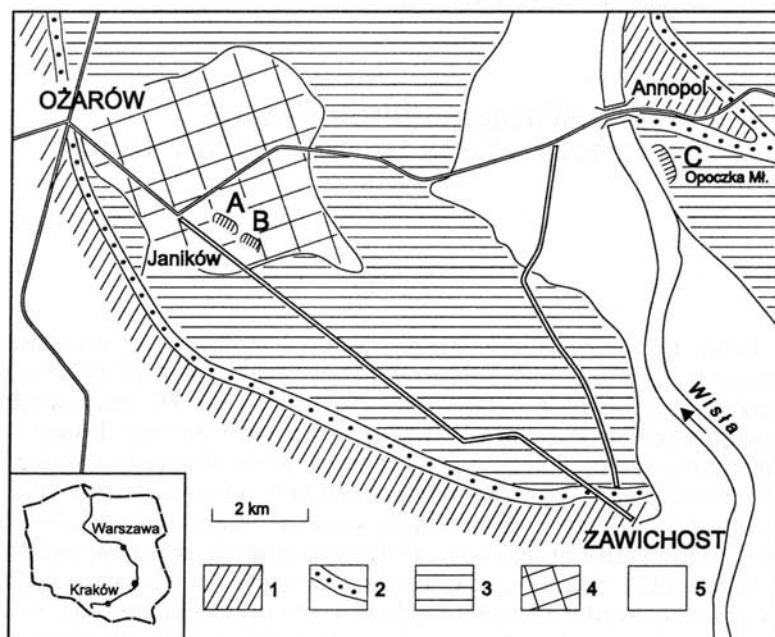 OŻARÓW
Annopol
C
Opoczka Mł.
A
B
Janików
Wisła
2 km
ZAWICHOST
Warszawa
Kraków
1
2
3
4
5